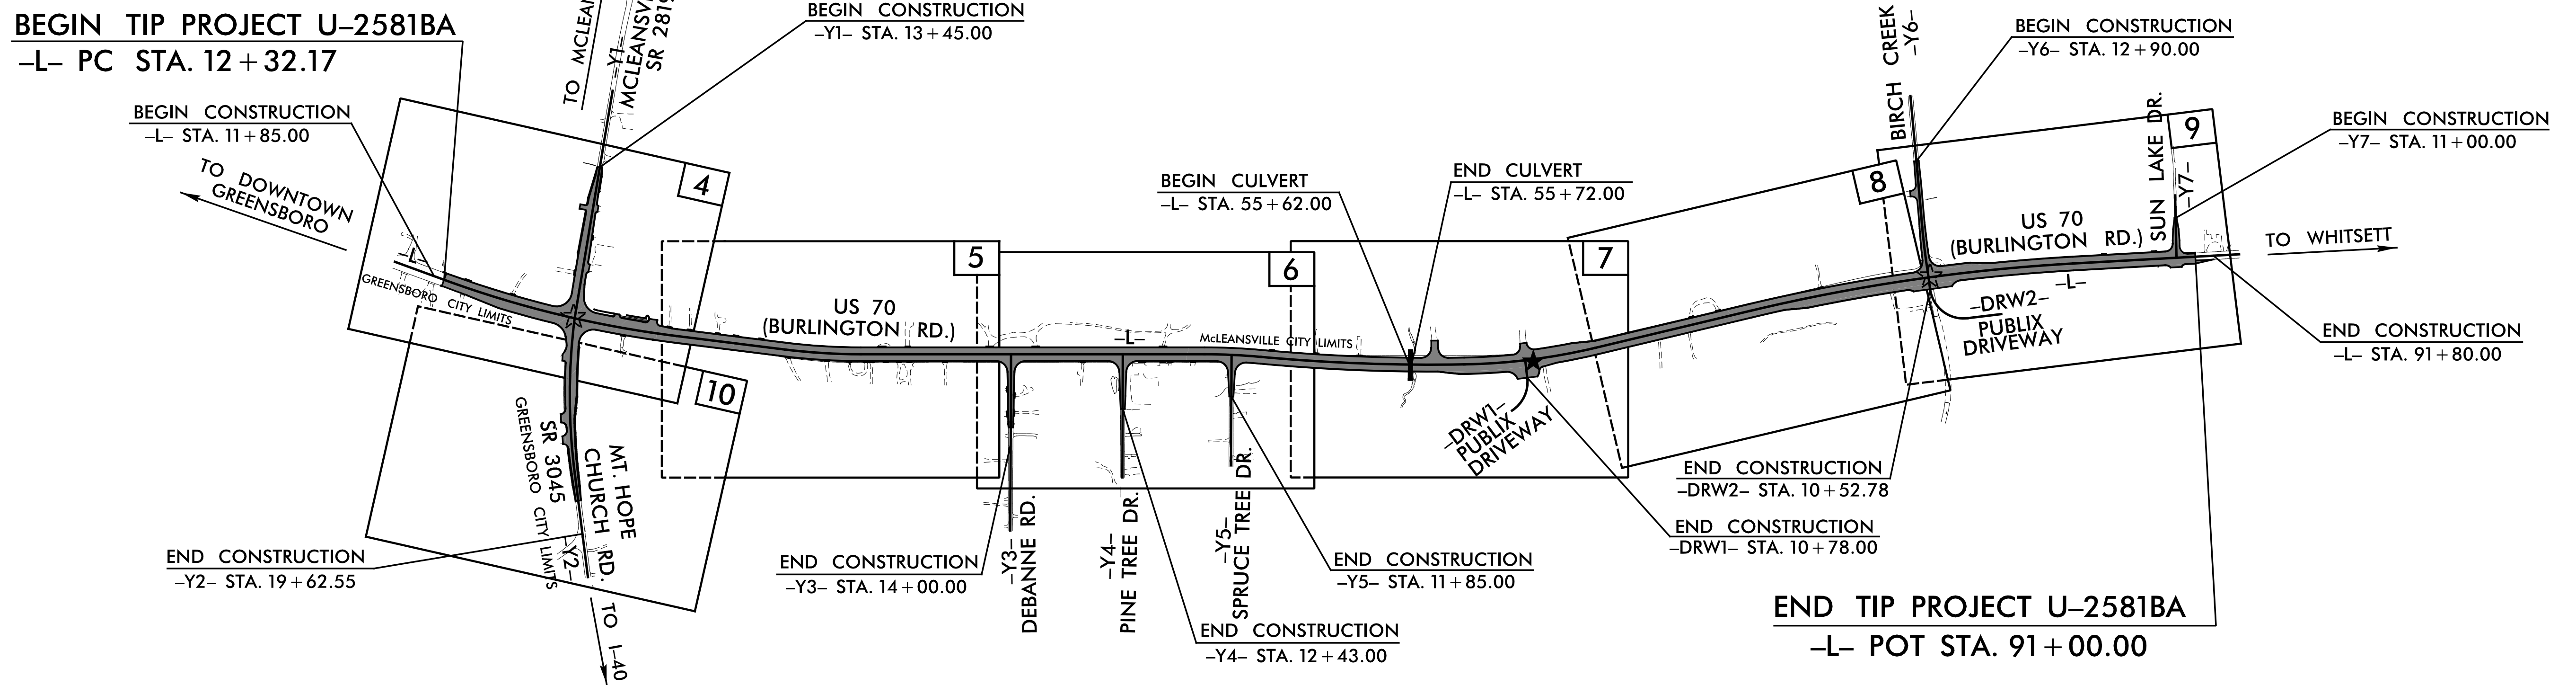 BEGIN TIP PROJECT U–2581BA
–L– PC STA. 12+32.17
BEGIN CONSTRUCTION
–L– STA. 11+85.00
TO DOWNTOWN
GREENSBORO
–L–
GREENSBORO CITY LIMITS
–Y1–
SR 2819
BEGIN CONSTRUCTION
–Y1– STA. 13+45.00
4
10
SR 3045
GREENSBORO CITY LIMITS
MT. HOPE
CHURCH RD.
–Y2–
TO I–40
END CONSTRUCTION
–Y2– STA. 19+62.55
5
US 70
(BURLINGTON RD.)
END CONSTRUCTION
–Y3– STA. 14+00.00
–Y3–
DEBANNE RD.
6
–L–
McLEANSVILLE CITY LIMITS
–Y4–
PINE TREE DR.
END CONSTRUCTION
–Y4– STA. 12+43.00
–Y5–
SPRUCE TREE DR.
END CONSTRUCTION
–Y5– STA. 11+85.00
BEGIN CULVERT
–L– STA. 55+62.00
END CULVERT
–L– STA. 55+72.00
7
–DRW1–
PUBLIX
DRIVEWAY
END CONSTRUCTION
–DRW1– STA. 10+78.00
8
END CONSTRUCTION
–DRW2– STA. 10+52.78
BIRCH CREEK
–Y6–
BEGIN CONSTRUCTION
–Y6– STA. 12+90.00
9
US 70
(BURLINGTON RD.)
–L–
–DRW2–
PUBLIX
DRIVEWAY
SUN LAKE DR.
–Y7–
BEGIN CONSTRUCTION
–Y7– STA. 11+00.00
TO WHITSETT
END CONSTRUCTION
–L– STA. 91+80.00
END TIP PROJECT U–2581BA
–L– POT STA. 91+00.00